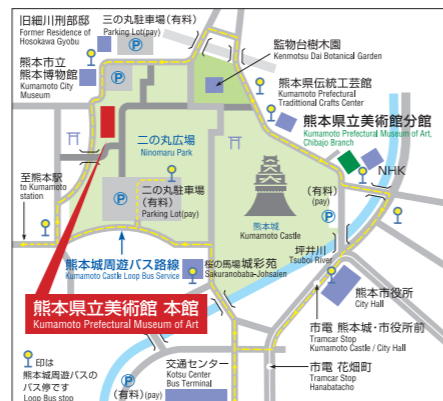 旧細川刑部邸
Former Residence of
Hosokawa Gyobu
三の丸駐車場(有料)
Parking Lot(pay)
P
監物台樹木園
Kenmotsu Dai Botanical Garden
熊本市立
熊本博物館
Kumamoto City
Museum
P
熊本県伝統工芸館
Kumamoto Prefectural
Tradittional Crafts Center
熊本県立美術館分館
Kumamoto Prefectural Museum of Art,
Chibajo Branch
二の丸広場
Ninomaru Park
NHK
至熊本駅
to Kumamoto
station
二の丸駐車場
(有料)
Parking Lot(pay)
P
(有料)
(pay)
P
熊本城
Kumamoto Castle
坪井川
Tsuboi River
熊本城周遊バス路線
Kumamoto Castle Loop Bus Service
桜の馬場城彩苑
Sakuranobaba-Johsaien
熊本市役所
City Hall
熊本県立美術館 本館
Kumamoto Prefectural Museum of Art
市電 熊本城・市役所前
Tramcar Stop
Kumamoto Castle / City Hall
印は
熊本城周遊バスの
バス停です
Loop Bus stop
P
(有料)(pay)
交通センター
Kotsu Center
Bus Terminal
市電 花畑町
Tramcar Stop
Hanabatacho